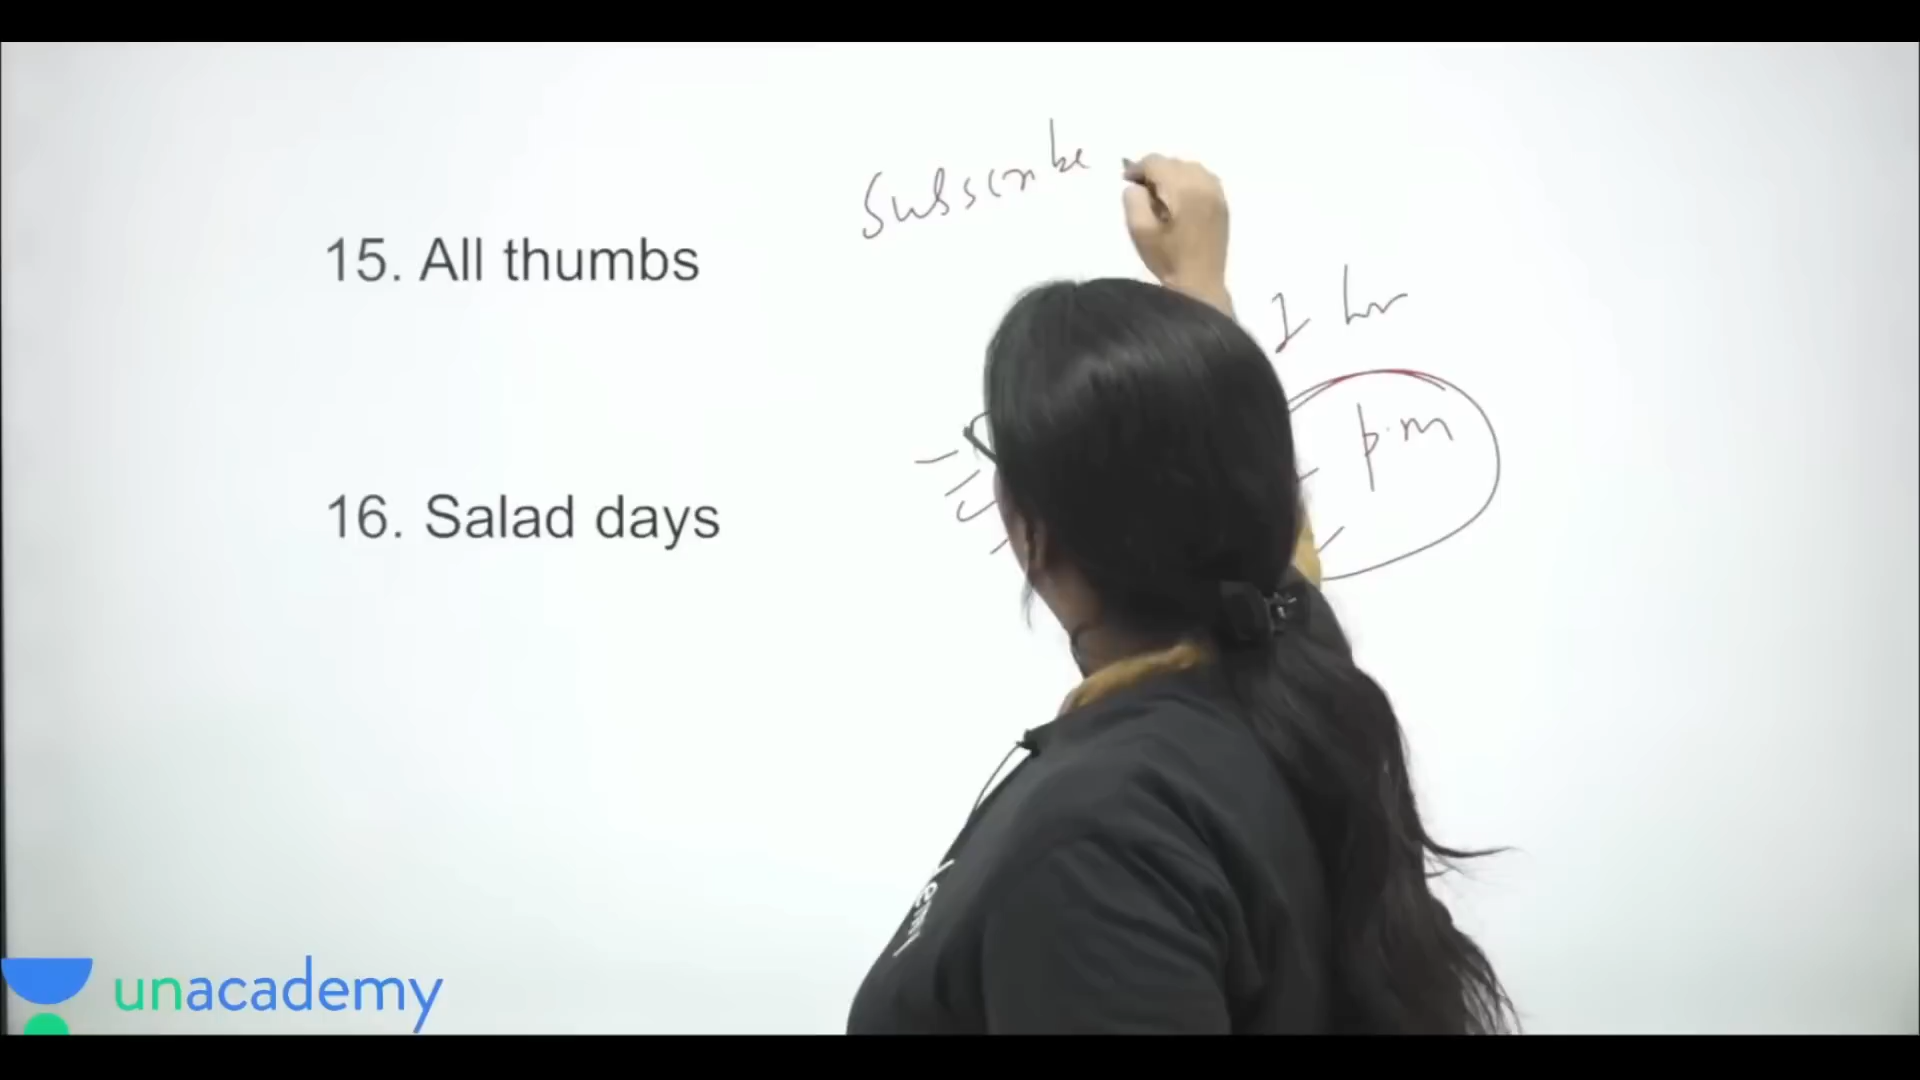 Subscribe
15. All thumbs
1 hr
p.m
16. Salad days
unacademy